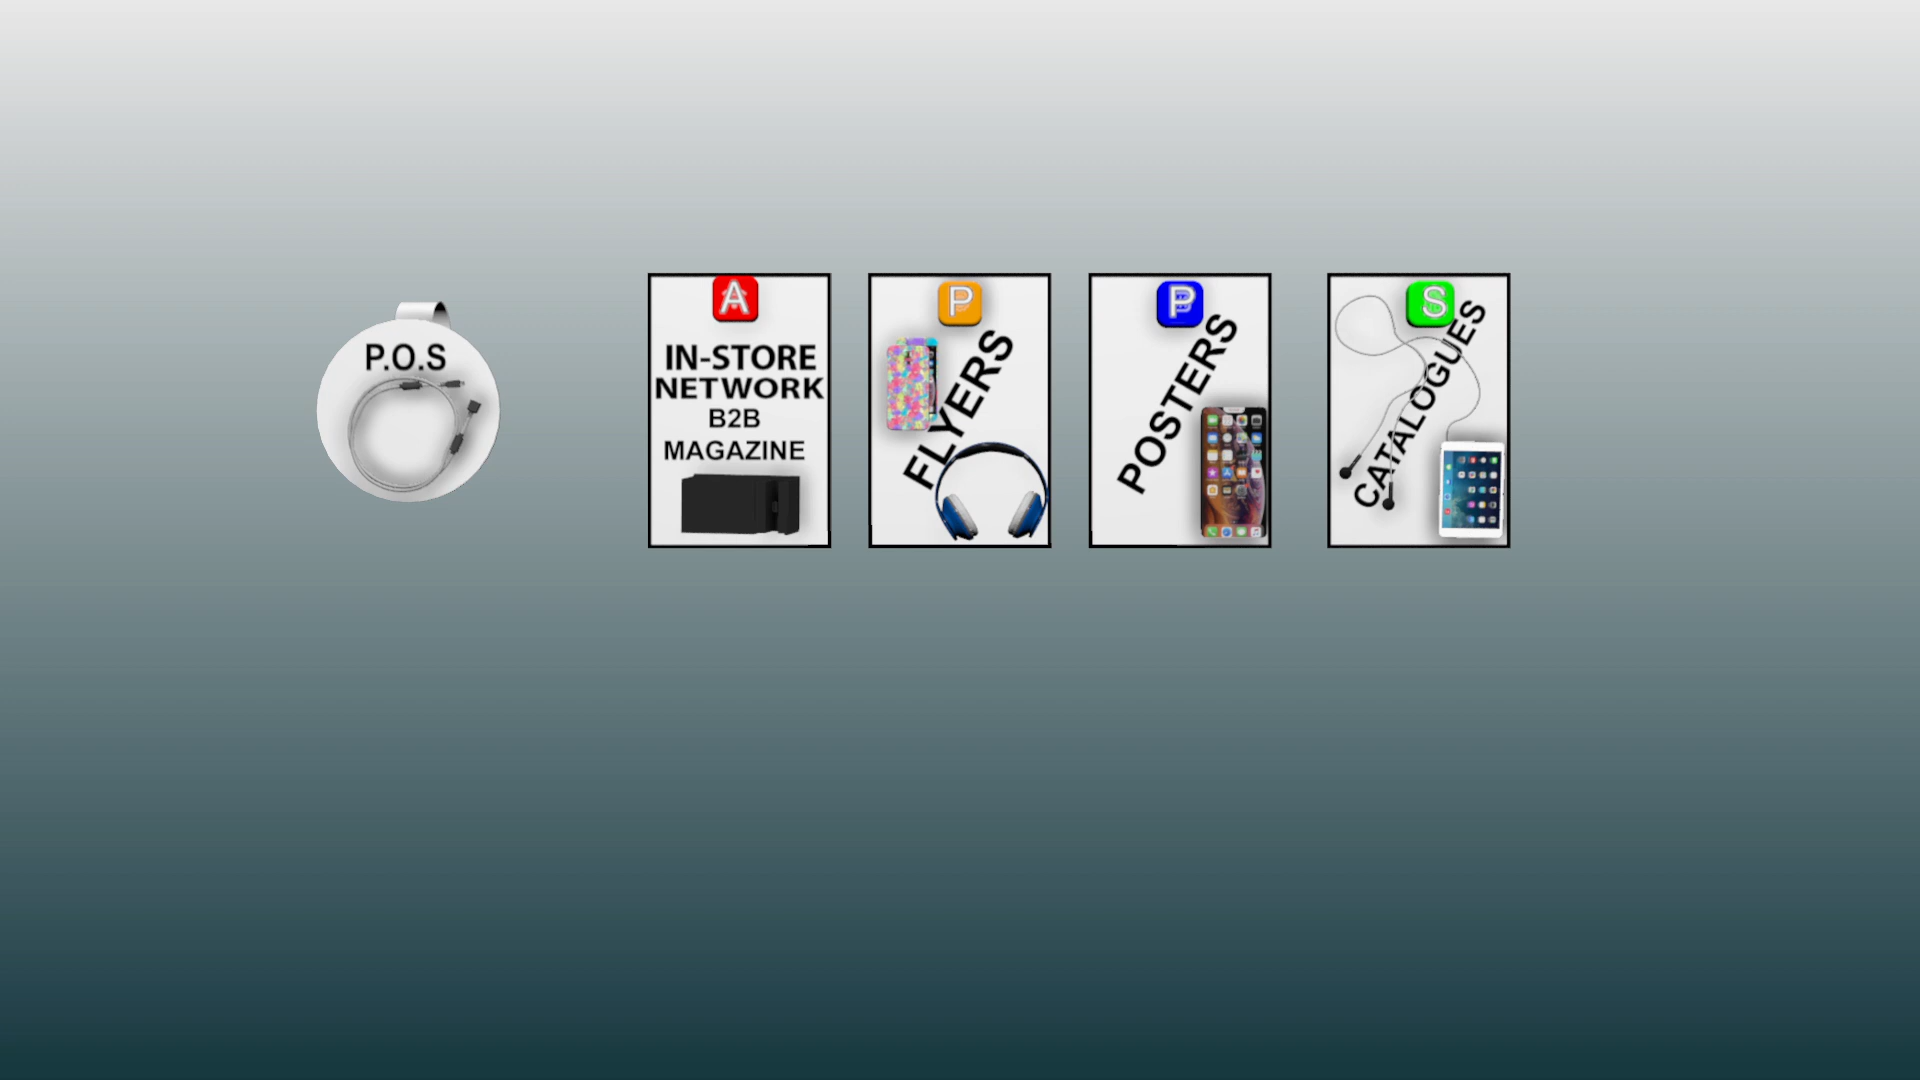 P.O.S
A
IN-STORE
NETWORK
B2B
MAGAZINE
P
FLYERS
P
POSTERS
S
CATALOGUES